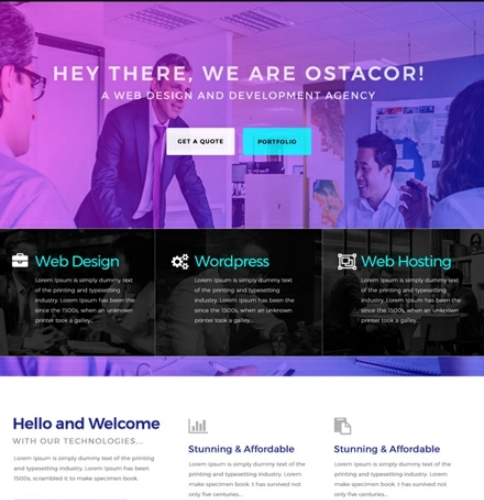 HEY THERE, WE ARE OSTACOR!
A WEB DESIGN AND DEVELOPMENT AGENCY
GET A QUOTE
PORTFOLIO
Web Design
Lorem Ipsum is simply dummy text
of the printing and typesetting
industry. Lorem Ipsum has been the
since the 1500s, when an unknown
printer took a galley...
Wordpress
Lorem Ipsum is simply dummy text
of the printing and typesetting
industry. Lorem Ipsum has been the
since the 1500s, when an unknown
printer took a galley...
Web Hosting
Lorem Ipsum is simply dummy text
of the printing and typesetting
industry. Lorem Ipsum has been the
since the 1500s, when an unknown
printer took a galley...
Hello and Welcome
WITH OUR TECHNOLOGIES...
Lorem Ipsum is simply dummy text of the printing
and typesetting industry. Lorem Ipsum has been the
1500s, scrambled it to make specimen book.
Stunning & Affordable
Lorem Ipsum is simply dummy text of the
printing and typesetting industry. Lorem
specimen book. t has survived not
only five centuries...
Stunning & Affordable
Lorem Ipsum is simply dummy text of the
printing and typesetting industry. Lorem
specimen book. t has survived not
only five centuries...